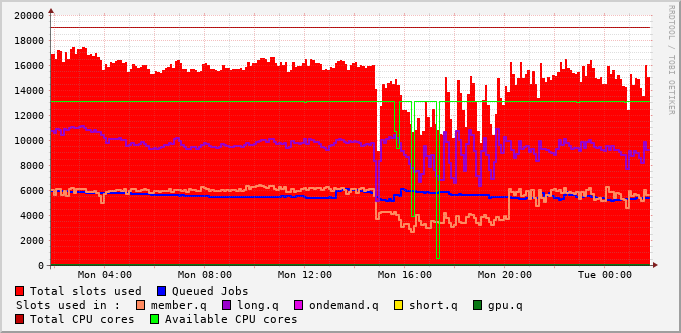 20000
18000
16000
14000
12000
10000
8000
6000
4000
2000
0
Mon 04:00 Mon 08:00 Mon 12:00 Mon 16:00 Mon 20:00 Tue 00:00
Total slots used Queued Jobs
Slots used in : member.q long.q ondemand.q short.q gpu.q
Total CPU cores Available CPU cores
RRDTOOL / TOBI OETIKER